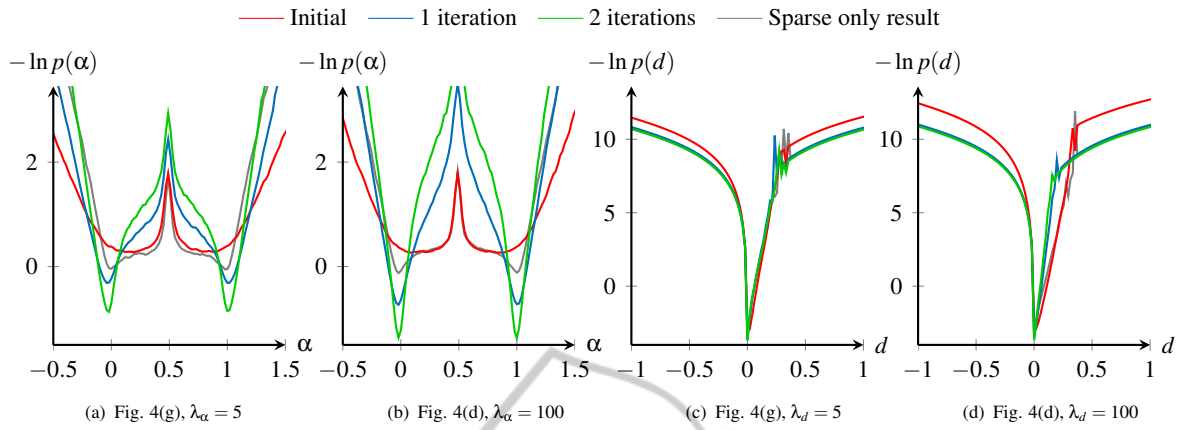 Initial 1 iteration 2 iterations Sparse only result
− ln p(α) − ln p(α) − ln p(d) − ln p(d)
2 2 10 10
5 5
0 0 0 0
α α d d
−0.5 0 0.5 1 1.5 −0.5 0 0.5 1 1.5 −1 −0.5 0 0.5 1 −1 −0.5 0 0.5 1
(a) Fig. 4(g), λα = 5 (b) Fig. 4(d), λα = 100 (c) Fig. 4(g), λd = 5 (d) Fig. 4(d), λd = 100